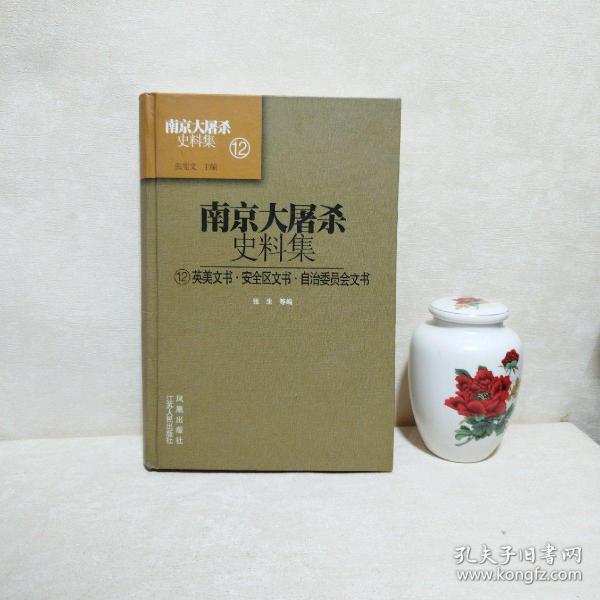 南京大屠杀
史料集
12
张宪文 主编
南京大屠杀
史料集
⑫英美文书·安全区文书·自治委员会文书
张 生 等编
凤凰出版社
江苏人民出版社
孔夫子旧书网
www.kongfz.com